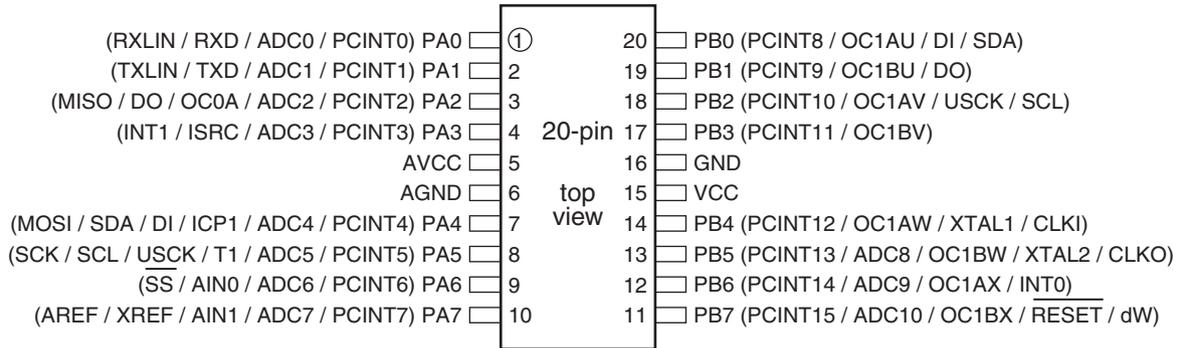 (RXLIN / RXD / ADC0 / PCINT0) PA0 1 20 PB0 (PCINT8 / OC1AU / DI / SDA)
(TXLIN / TXD / ADC1 / PCINT1) PA1 2 19 PB1 (PCINT9 / OC1BU / DO)
(MISO / DO / OC0A / ADC2 / PCINT2) PA2 3 18 PB2 (PCINT10 / OC1AV / USCK / SCL)
(INT1 / ISRC / ADC3 / PCINT3) PA3 4 20-pin 17 PB3 (PCINT11 / OC1BV)
AVCC 5 16 GND
AGND 6 top 15 VCC
view
(MOSI / SDA / DI / ICP1 / ADC4 / PCINT4) PA4 7 14 PB4 (PCINT12 / OC1AW / XTAL1 / CLKI)
(SCK / SCL / USCK / T1 / ADC5 / PCINT5) PA5 8 13 PB5 (PCINT13 / ADC8 / OC1BW / XTAL2 / CLKO)
(SS / AIN0 / ADC6 / PCINT6) PA6 9 12 PB6 (PCINT14 / ADC9 / OC1AX / INT0)
(AREF / XREF / AIN1 / ADC7 / PCINT7) PA7 10 11 PB7 (PCINT15 / ADC10 / OC1BX / RESET / dW)